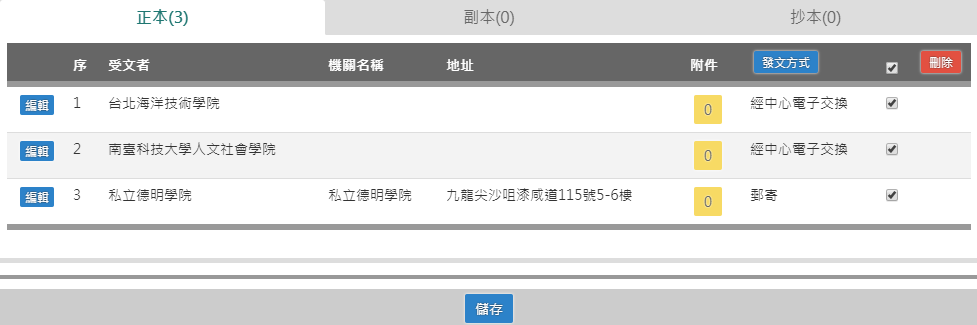 正本(3) 副本(0) 抄本(0)
序 受文者 機關名稱 地址 附件 發文方式 刪除
編輯 1 台北海洋技術學院 0 經中心電子交換
編輯 2 南臺科技大學人文社會學院 0 經中心電子交換
編輯 3 私立德明學院 私立德明學院 九龍尖沙咀漆咸道115號5-6樓 0 郵寄
儲存